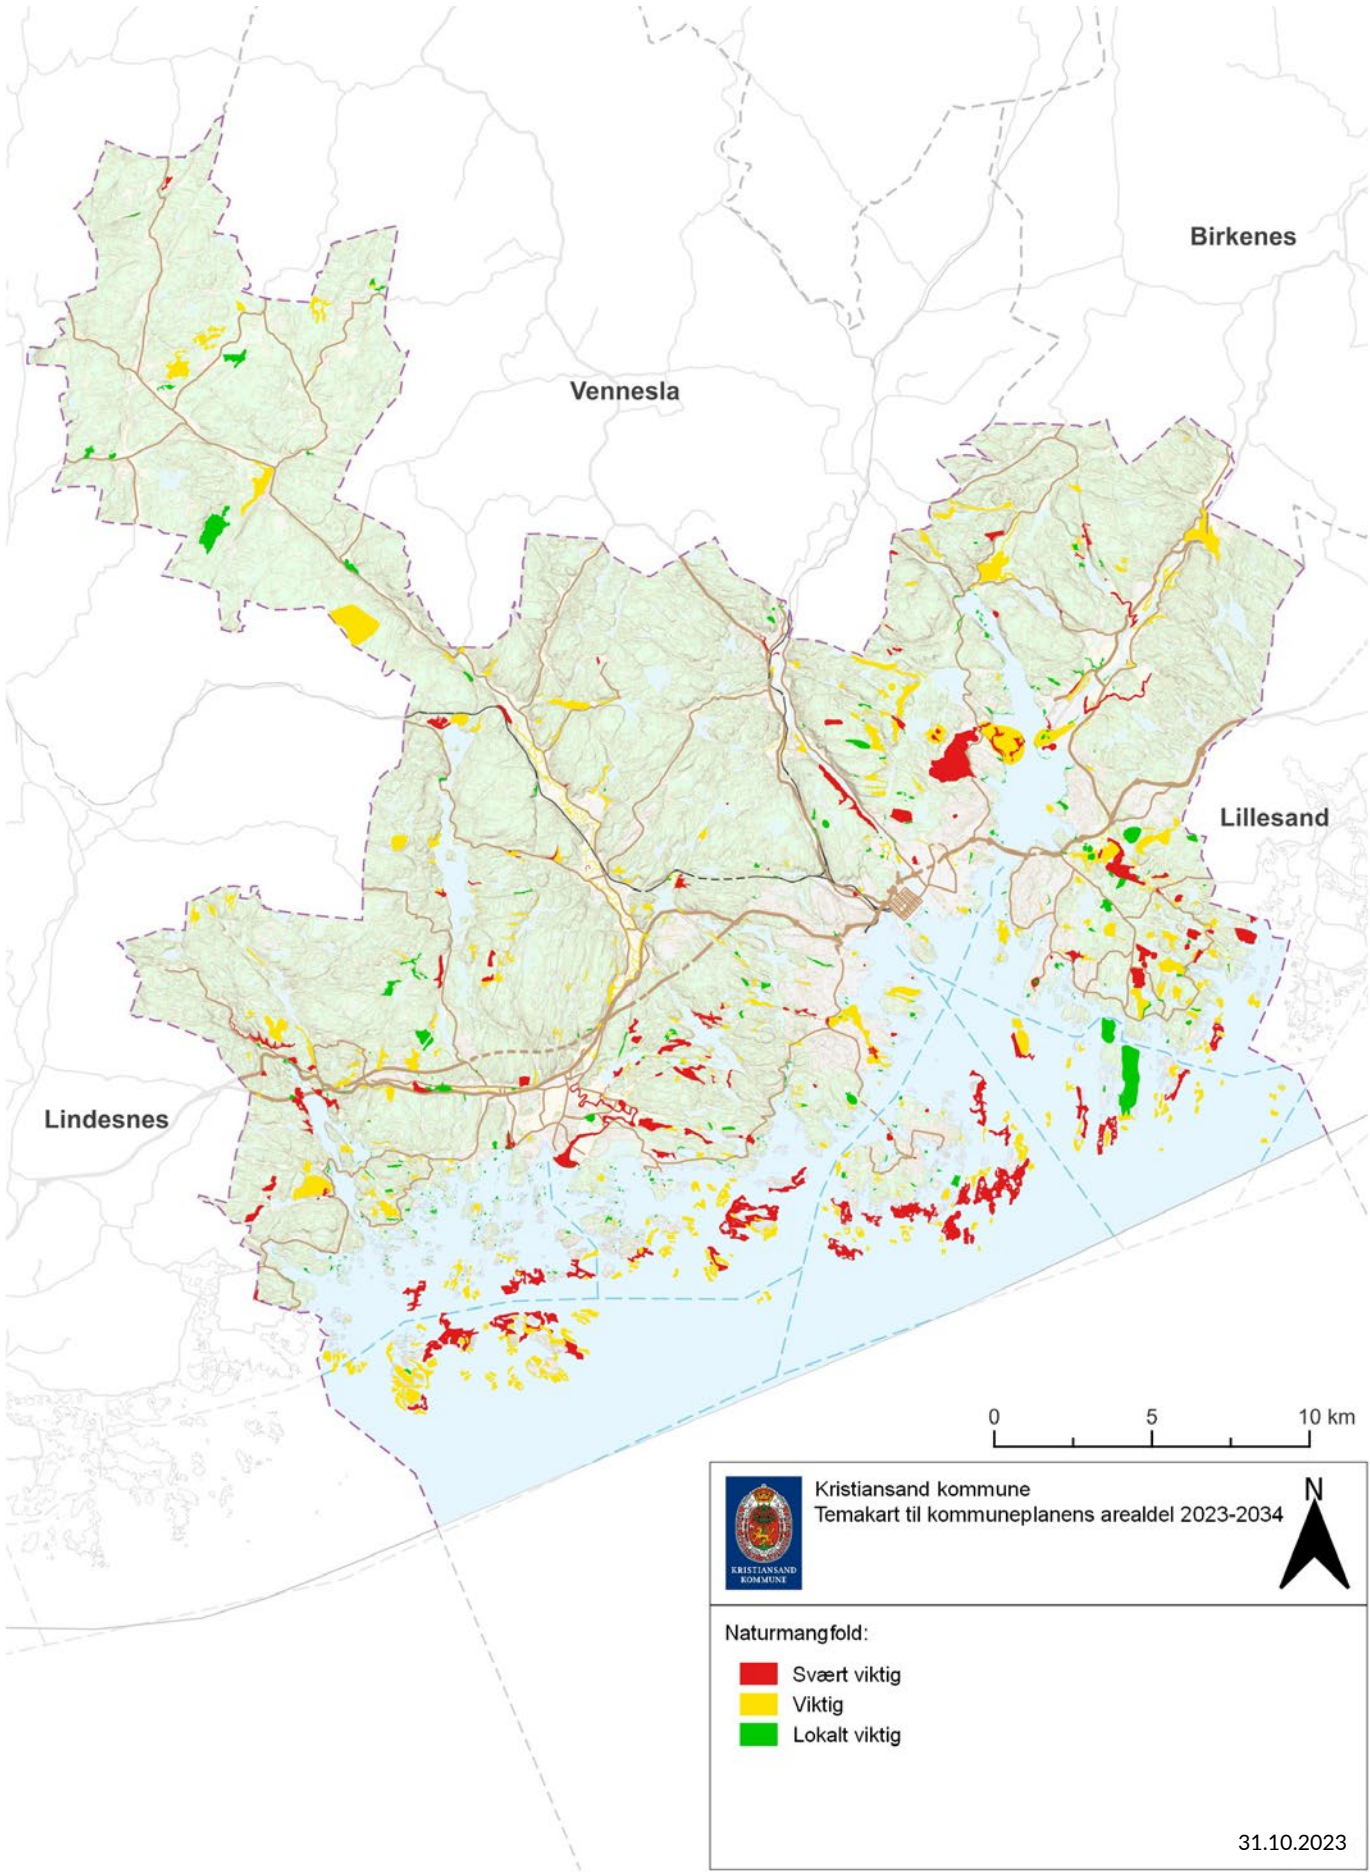 Birkenes
Vennesla
Lillesand
Lindesnes
0 5 10 km
Kristiansand kommune
Temakart til kommuneplanens arealdel 2023-2034
N
KRISTIANSAND
KOMMUNE
Naturmangfold:
Svært viktig
Viktig
Lokalt viktig
31.10.2023